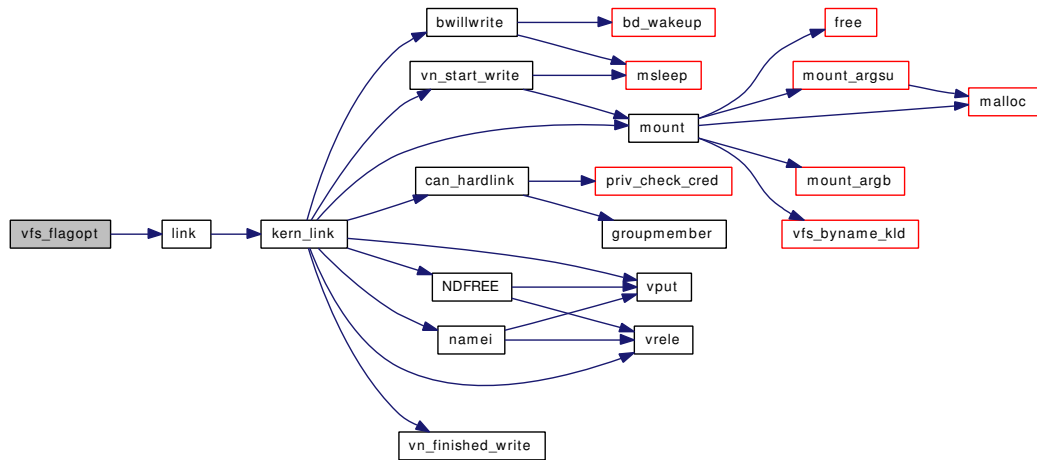 bwillwrite
bd_wakeup
free
vn_start_write
msleep
mount_argsu
malloc
mount
can_hardlink
priv_check_cred
mount_argb
vfs_flagopt
link
kern_link
groupmember
vfs_byname_kld
NDFREE
vput
namei
vrele
vn_finished_write